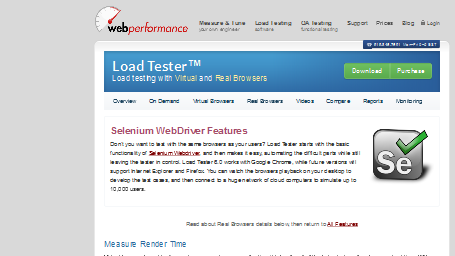 webperformance
Measure & Tune
your own engineer
Load Testing
software
QA Testing
functional testing
Support
Prices
Blog
Login
Load Tester™
Load testing with Virtual and Real Browsers
Download
Purchase
Overview
On Demand
Virtual Browsers
Real Browsers
Videos
Compare
Reports
Monitoring
Selenium WebDriver Features
Don't you want to test with the same browsers as your users? Load Tester starts with the basic
functionality of Selenium Webdriver, and then makes it easy, automating the difficult parts while still
leaving the tester in control. Load Tester 6.0 works with Google Chrome, while future versions will
support Internet Explorer and Firefox. You can watch the browsers playback on your desktop to
develop the test cases, and then connect to a huge network of cloud computers to simulate up to
10,000 users.
Se
Read about Real Browsers details below, then return to All Features
Measure Render Time